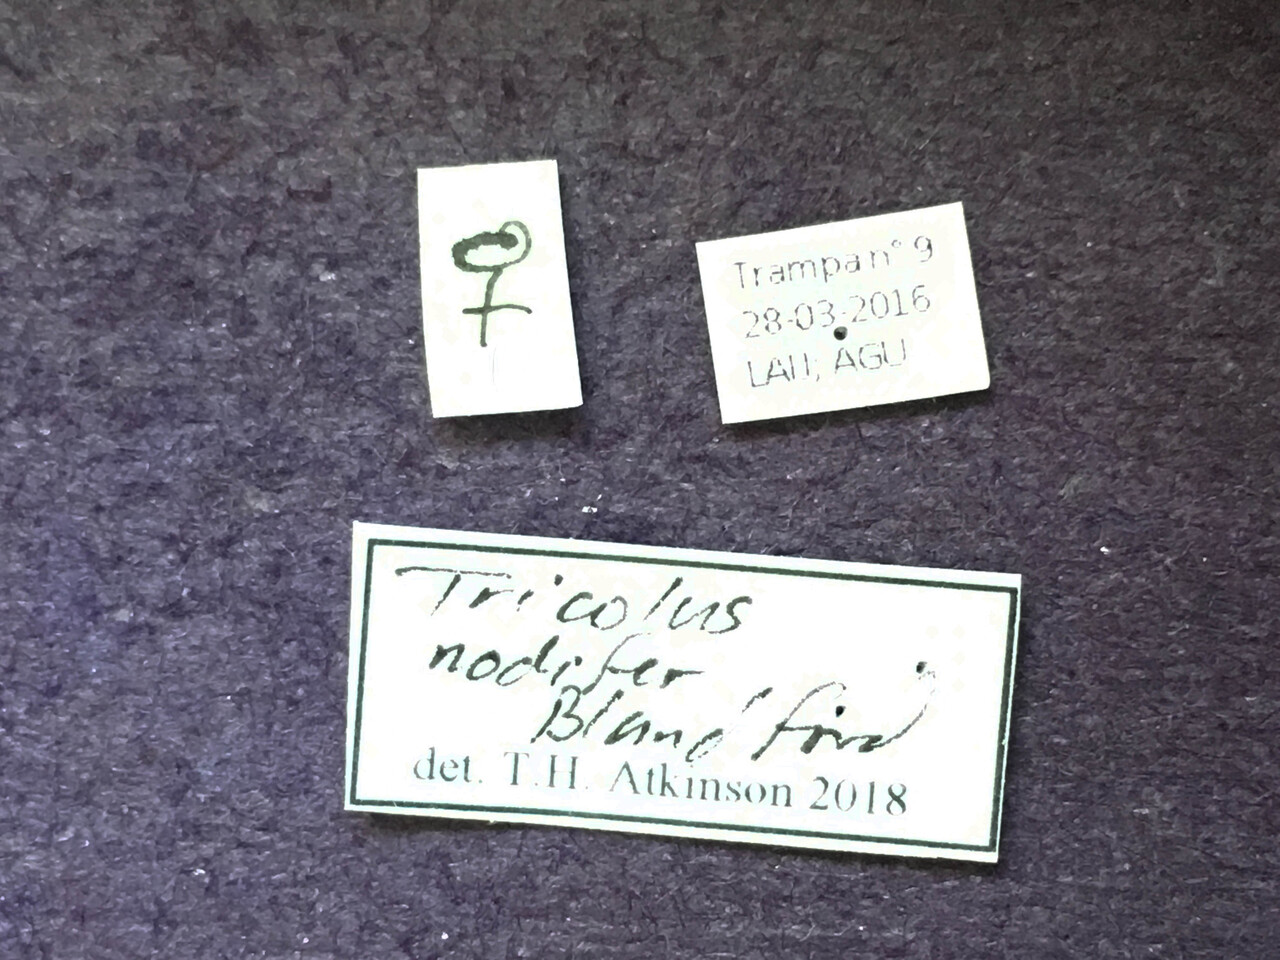 ♀
Trampa n° 9
28-03-2016
LAU; AGU
Tricolus
nodifer
Blandford
det. T.H. Atkinson 2018